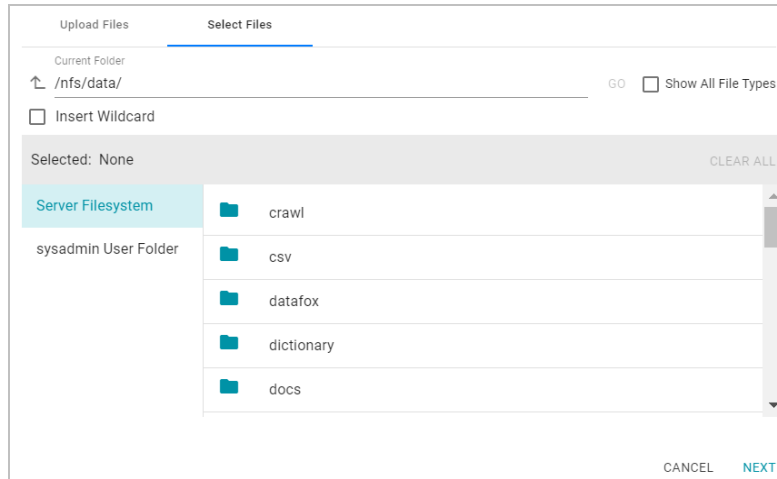 Upload Files Select Files
Current Folder
/nfs/data/ GO Show All File Types
Insert Wildcard
Selected: None CLEAR ALL
Server Filesystem
sysadmin User Folder
crawl
csv
datafox
dictionary
docs
CANCEL NEXT